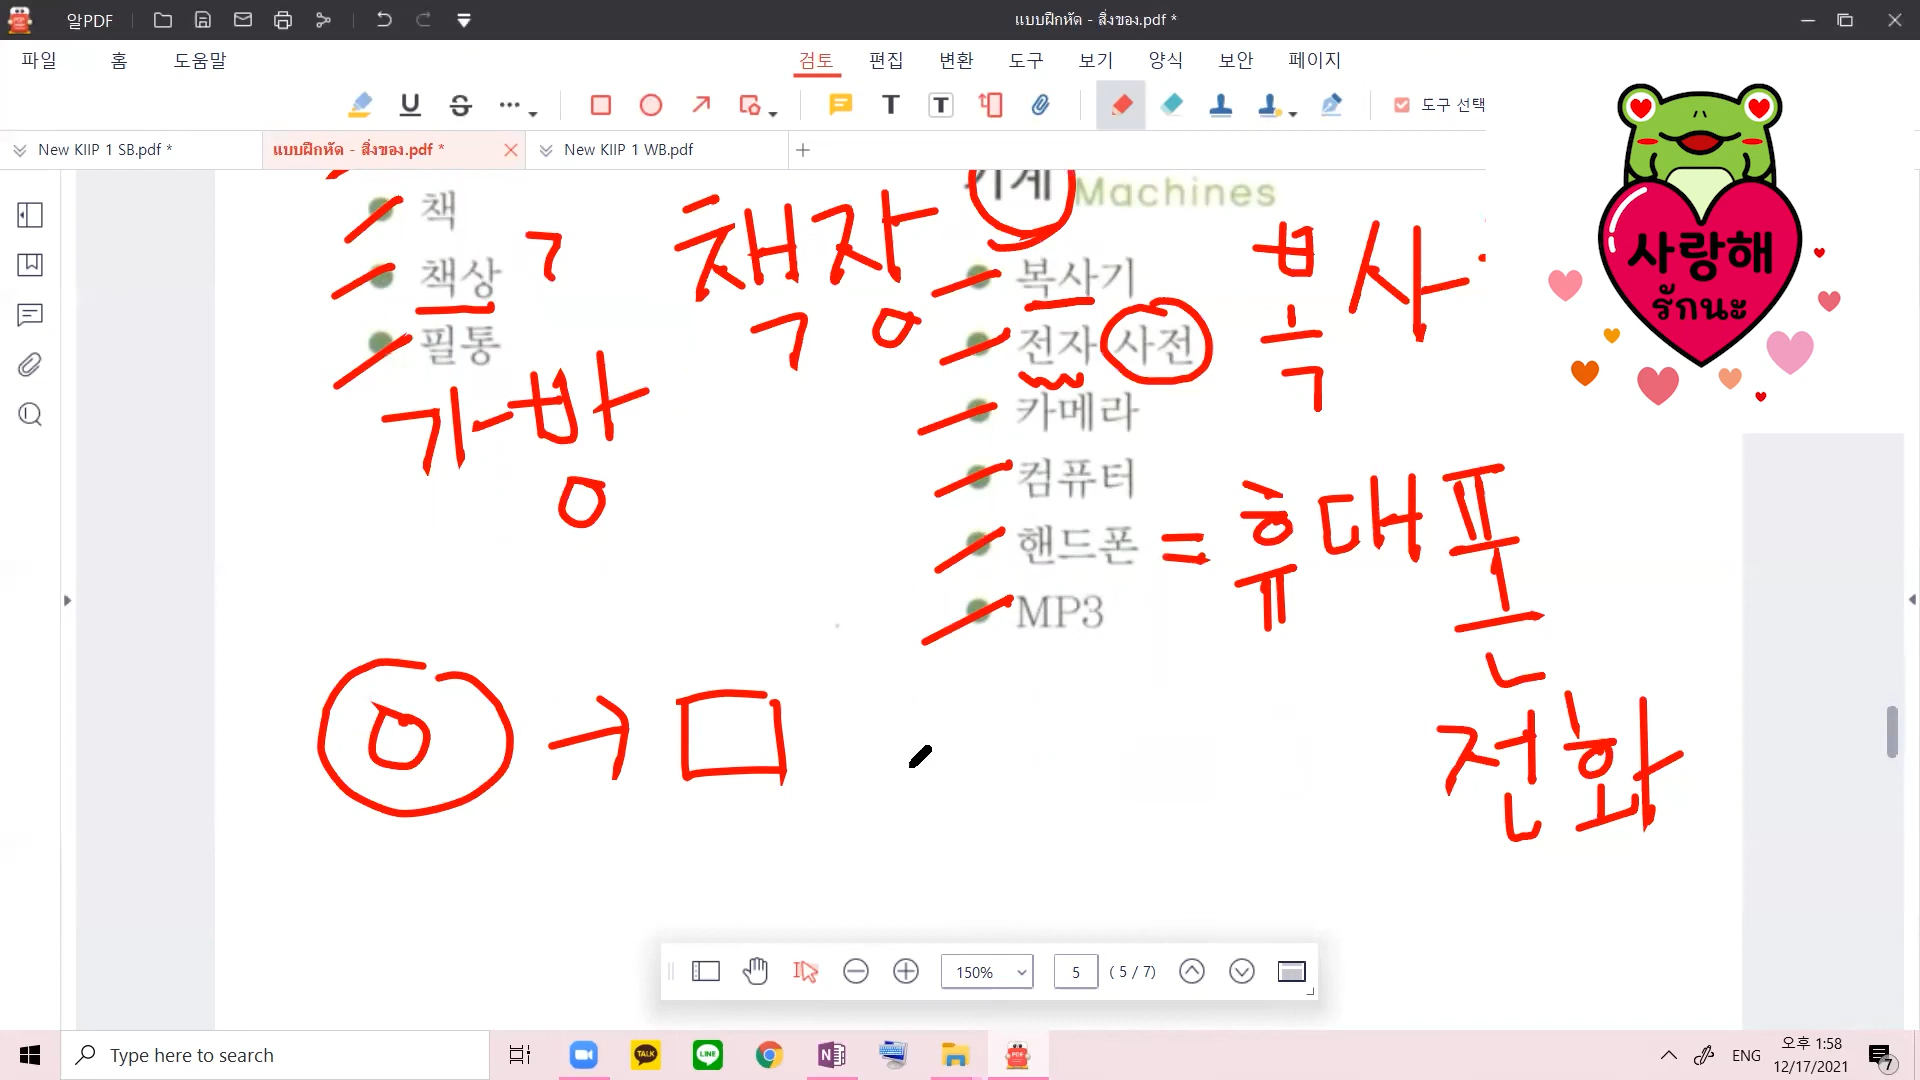 알PDF
แบบฝึกหัด - สิ่งของ.pdf *
파일 홈 도움말 검토 편집 변환 도구 보기 양식 보안 페이지
도구 선택
New KIIP 1 SB.pdf *
แบบฝึกหัด - สิ่งของ.pdf *
New KIIP 1 WB.pdf
사랑해
รักนะ
책
책상
필통
책장
가방
기계 Machines
복사기
전자 사전
카메라
컴퓨터
핸드폰 = 휴대폰
MP3
복사
전화
150%
5
( 5 / 7)
Type here to search
TALK
LINE
PDF
ENG
오후 1:58
12/17/2021
7